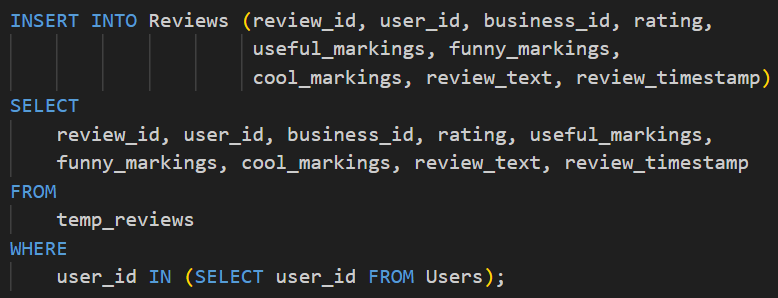 INSERT INTO Reviews (review_id, user_id, business_id, rating,
useful_markings, funny_markings,
cool_markings, review_text, review_timestamp)
SELECT
review_id, user_id, business_id, rating, useful_markings,
funny_markings, cool_markings, review_text, review_timestamp
FROM
temp_reviews
WHERE
user_id IN (SELECT user_id FROM Users);